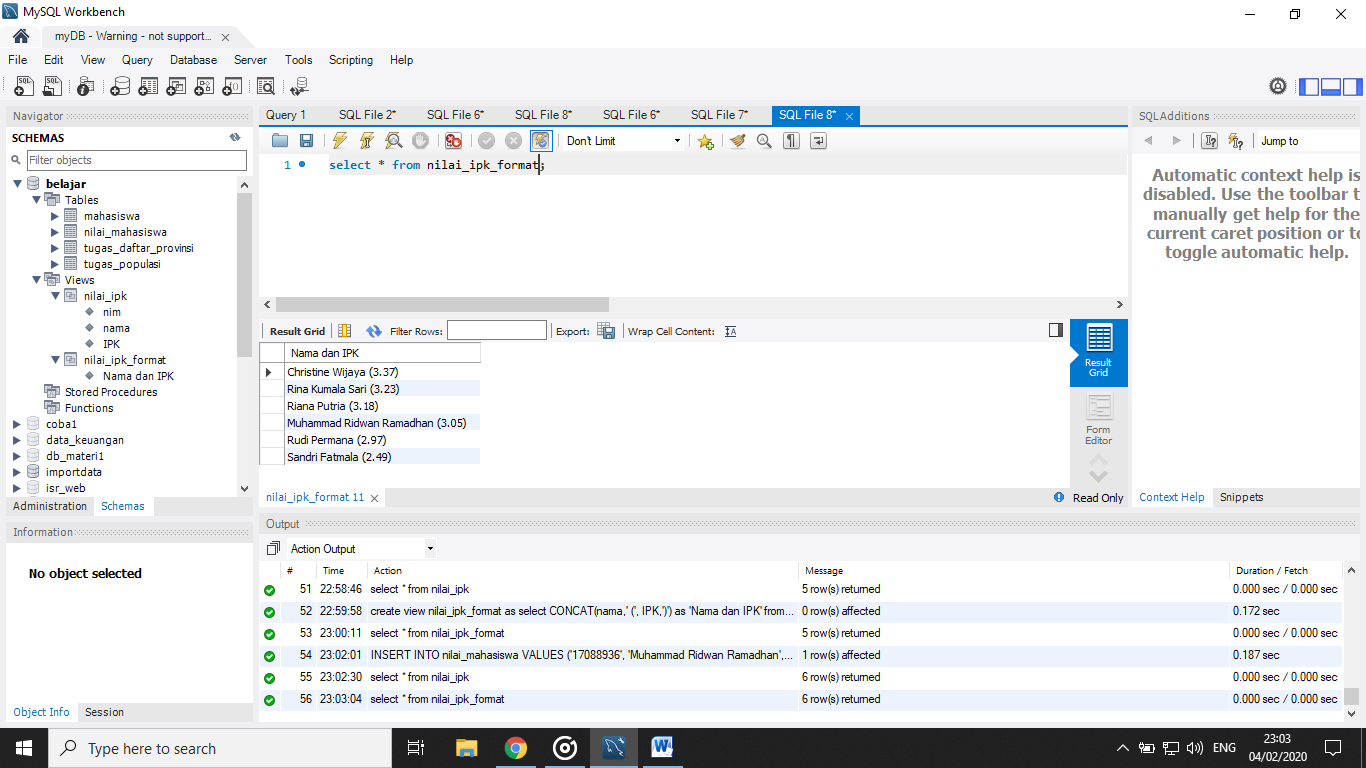 MySQL Workbench
myDB - Warning - not support...
File Edit View Query Database Server Tools Scripting Help
Navigator
SCHEMAS
Filter objects
belajar
Tables
mahasiswa
nilai_mahasiswa
tugas_daftar_provinsi
tugas_populasi
Views
nilai_ipk
nim
nama
IPK
nilai_ipk_format
Nama dan IPK
Stored Procedures
Functions
coba1
data_keuangan
db_materi1
importdata
isr_web
Administration Schemas
Information
No object selected
Object Info Session
Query 1 SQL File 2* SQL File 6* SQL File 8* SQL File 6* SQL File 7* SQL File 8*
Don't Limit
1 select * from nilai_ipk_format;
Result Grid Filter Rows: Export: Wrap Cell Content:
Nama dan IPK
Christine Wijaya (3.37)
Rina Kumala Sari (3.23)
Riana Putria (3.18)
Muhammad Ridwan Ramadhan (3.05)
Rudi Permana (2.97)
Sandri Fatmala (2.49)
Result
Grid
Form
Editor
nilai_ipk_format 11
Read Only
SQLAdditions
Jump to
Automatic context help is
disabled. Use the toolbar t
manually get help for the
current caret position or to
toggle automatic help.
Context Help Snippets
Output
Action Output
# Time Action Message Duration / Fetch
51 22:58:46 select * from nilai_ipk 5 row(s) returned 0.000 sec / 0.000 sec
52 22:59:58 create view nilai_ipk_format as select CONCAT(nama,' (', IPK,')') as 'Nama dan IPK' from... 0 row(s) affected 0.172 sec
53 23:00:11 select * from nilai_ipk_format 5 row(s) returned 0.000 sec / 0.000 sec
54 23:02:01 INSERT INTO nilai_mahasiswa VALUES ('17088936', 'Muhammad Ridwan Ramadhan',... 1 row(s) affected 0.187 sec
55 23:02:30 select * from nilai_ipk 6 row(s) returned 0.000 sec / 0.000 sec
56 23:03:04 select * from nilai_ipk_format 6 row(s) returned 0.000 sec / 0.000 sec
Type here to search
ENG
23:03
04/02/2020